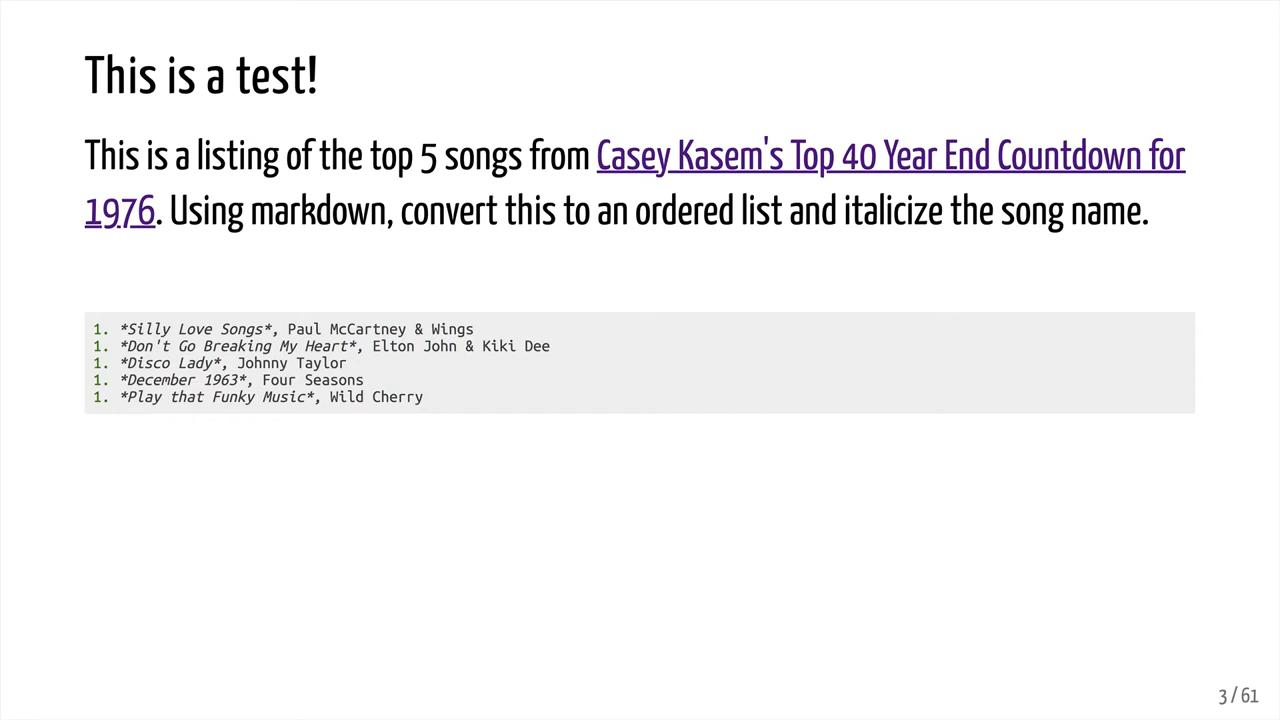 This is a test!
This is a listing of the top 5 songs from Casey Kasem's Top 40 Year End Countdown for
1976. Using markdown, convert this to an ordered list and italicize the song name.
1. *Silly Love Songs*, Paul McCartney & Wings
1. *Don't Go Breaking My Heart*, Elton John & Kiki Dee
1. *Disco Lady*, Johnny Taylor
1. *December 1963*, Four Seasons
1. *Play that Funky Music*, Wild Cherry
3 / 61